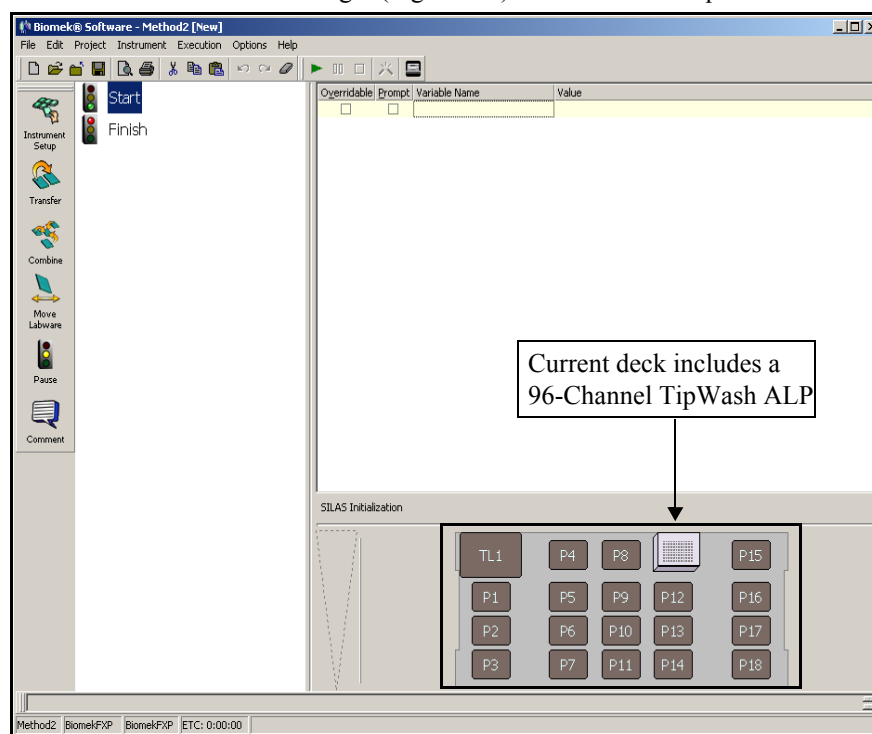 Biomek® Software - Method2 [New]
File Edit Project Instrument Execution Options Help
Start
Finish
Instrument
Setup
Transfer
Combine
Move
Labware
Pause
Comment
Overridable Prompt Variable Name Value
Current deck includes a
96-Channel TipWash ALP
SILAS Initialization
TL1 P4 P8 P15
P1 P5 P9 P12 P16
P2 P6 P10 P13 P17
P3 P7 P11 P14 P18
Method2 BiomekFXP BiomekFXP ETC: 0:00:00